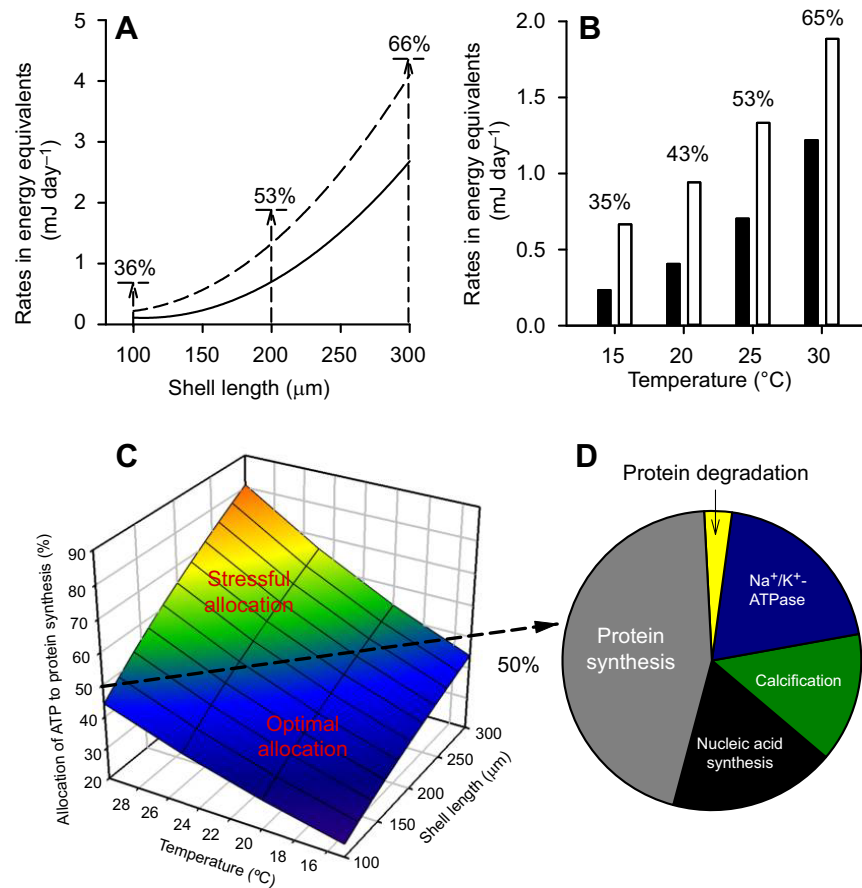 A
Rates in energy equivalents
(mJ day⁻¹)
5
4
3
2
1
0
36%
53%
66%
100
150
200
250
300
Shell length (μm)
B
Rates in energy equivalents
(mJ day⁻¹)
2.0
1.5
1.0
0.5
0.0
35%
43%
53%
65%
15
20
25
30
Temperature (°C)
C
Allocation of ATP to protein synthesis (%)
90
80
70
60
50
40
30
20
Stressful
allocation
Optimal
allocation
28
26
24
22
20
18
16
Temperature (ºC)
100
150
200
250
300
Shell length (μm)
50%
D
Protein degradation
Na⁺/K⁺-
ATPase
Protein
synthesis
Calcification
Nucleic acid
synthesis